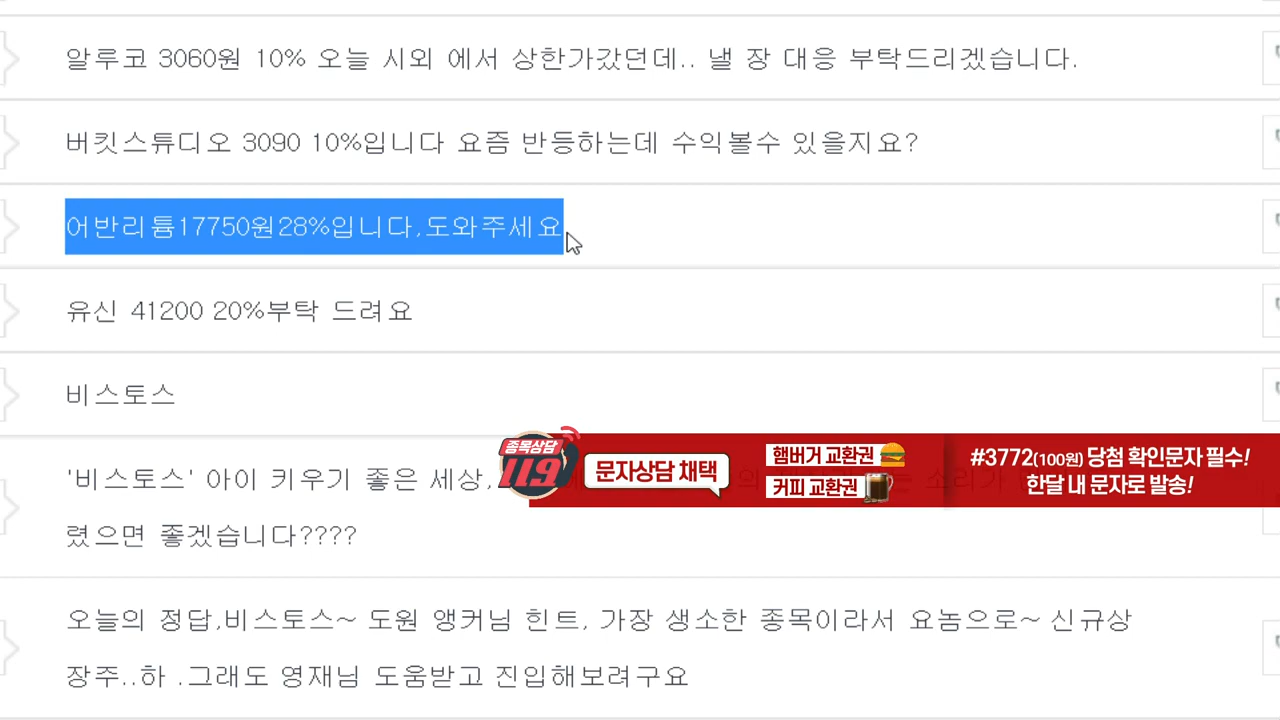 알루코 3060원 10% 오늘 시외 에서 상한가갔던데.. 낼 장 대응 부탁드리겠습니다.
버킷스튜디오 3090 10%입니다 요즘 반등하는데 수익볼수 있을지요?
어반리튬17750원28%입니다,도와주세요
유신 41200 20%부탁 드려요
비스토스
'비스토스' 아이 키우기 좋은 세상, 소리가
렸으면 좋겠습니다????
종목상담
119
문자상담 채택
햄버거 교환권
커피 교환권
#3772(100원) 당첨 확인문자 필수!
한달 내 문자로 발송!
오늘의 정답,비스토스~ 도원 앵커님 힌트, 가장 생소한 종목이라서 요놈으로~ 신규상
장주..하 .그래도 영재님 도움받고 진입해보려구요